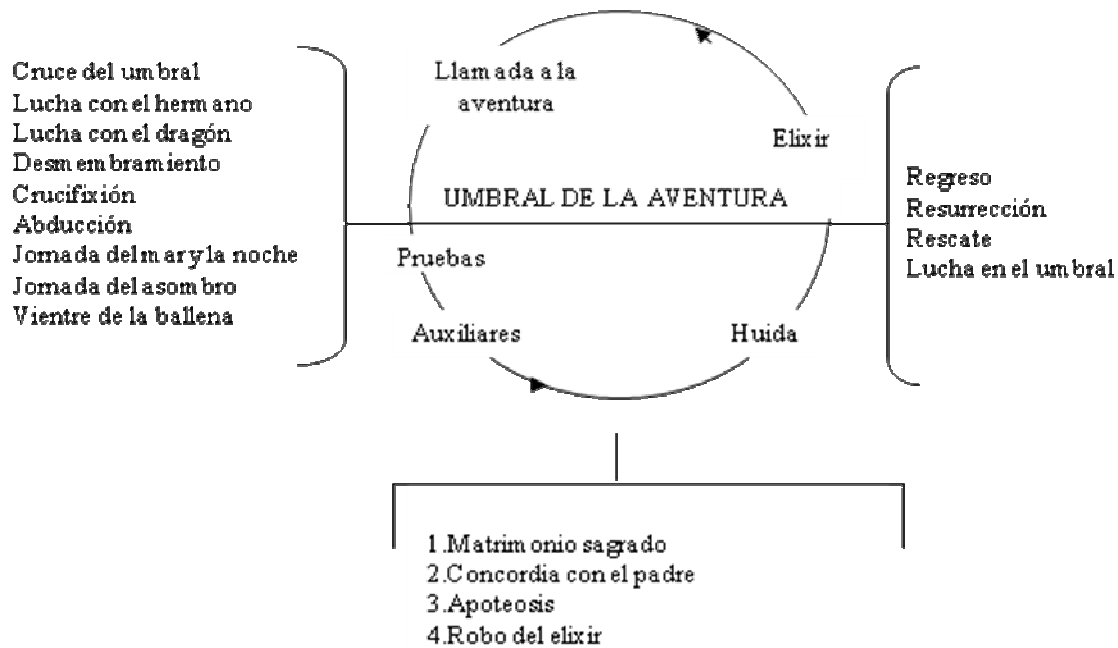 Cruce del umbral
Lucha con el hermano
Lucha con el dragón
Desmembramiento
Crucifixión
Abducción
Jornada del mar y la noche
Jornada del asombro
Vientre de la ballena
Llamada a la
aventura
Elixir
UMBRAL DE LA AVENTURA
Pruebas
Auxiliares
Huida
Regreso
Resurrección
Rescate
Lucha en el umbral
1.Matrimonio sagrado
2.Concordia con el padre
3.Apoteosis
4.Robo del elixir